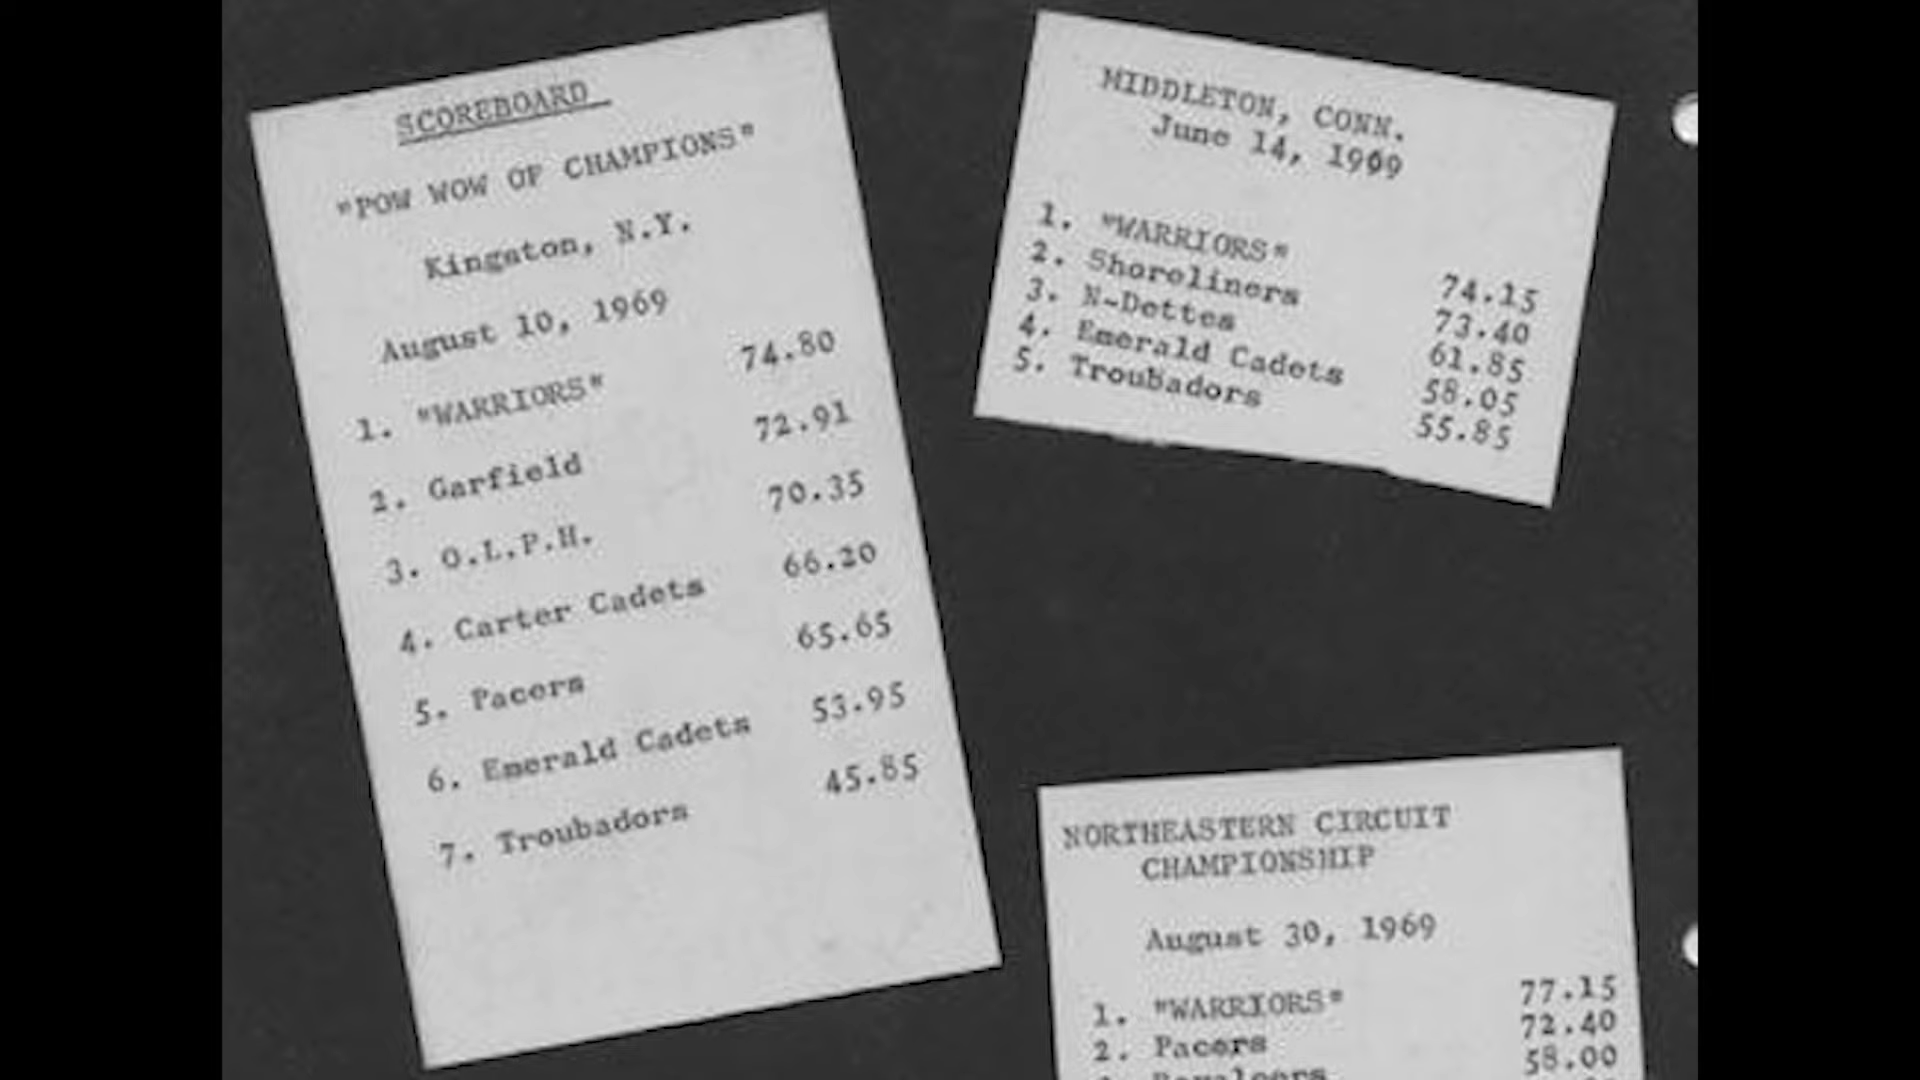 SCOREBOARD
"POW WOW OF CHAMPIONS"
Kingston, N.Y.
August 10, 1969
1. "WARRIORS" 74.80
2. Garfield 72.91
3. O.L.P.H. 70.35
4. Carter Cadets 66.20
5. Pacers 65.65
6. Emerald Cadets 53.95
7. Troubadors 45.85
MIDDLETON, CONN.
June 14, 1969
1. "WARRIORS" 74.15
2. Shoreliners 73.40
3. N-Dettes 61.85
4. Emerald Cadets 58.05
5. Troubadors 55.85
NORTHEASTERN CIRCUIT
CHAMPIONSHIP
August 30, 1969
1. "WARRIORS" 77.15
2. Pacers 72.40
58.00